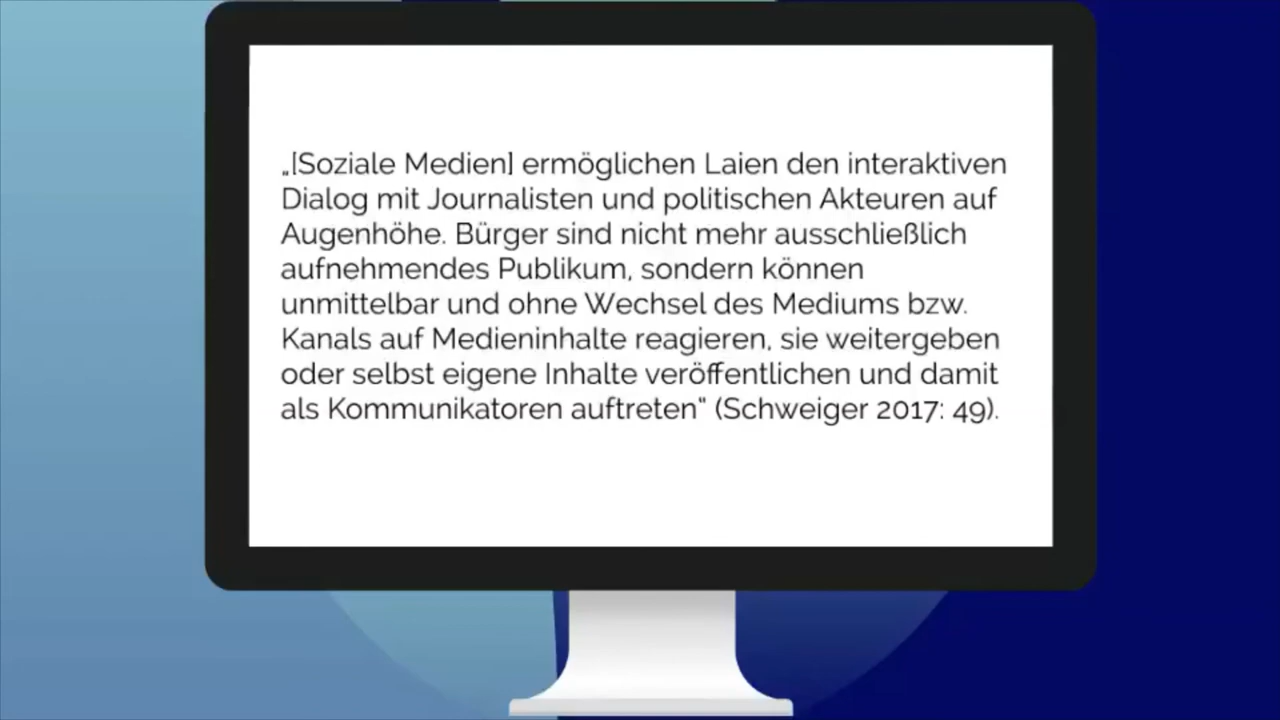 „[Soziale Medien] ermöglichen Laien den interaktiven
Dialog mit Journalisten und politischen Akteuren auf
Augenhöhe. Bürger sind nicht mehr ausschließlich
aufnehmendes Publikum, sondern können
unmittelbar und ohne Wechsel des Mediums bzw.
Kanals auf Medieninhalte reagieren, sie weitergeben
oder selbst eigene Inhalte veröffentlichen und damit
als Kommunikatoren auftreten“ (Schweiger 2017: 49).